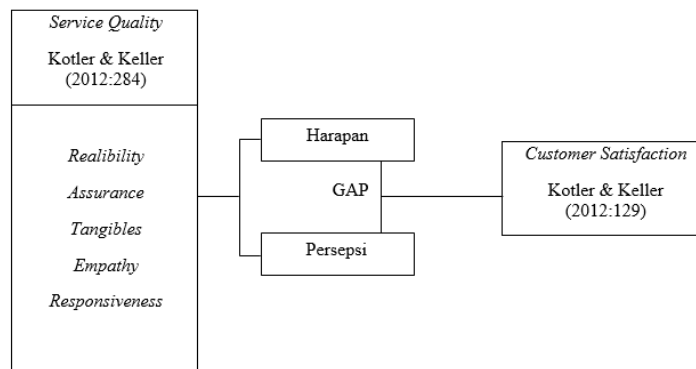 Service Quality
Kotler & Keller
(2012:284)
Realibility
Assurance
Tangibles
Empathy
Responsiveness
Harapan
GAP
Persepsi
Customer Satisfaction
Kotler & Keller
(2012:129)